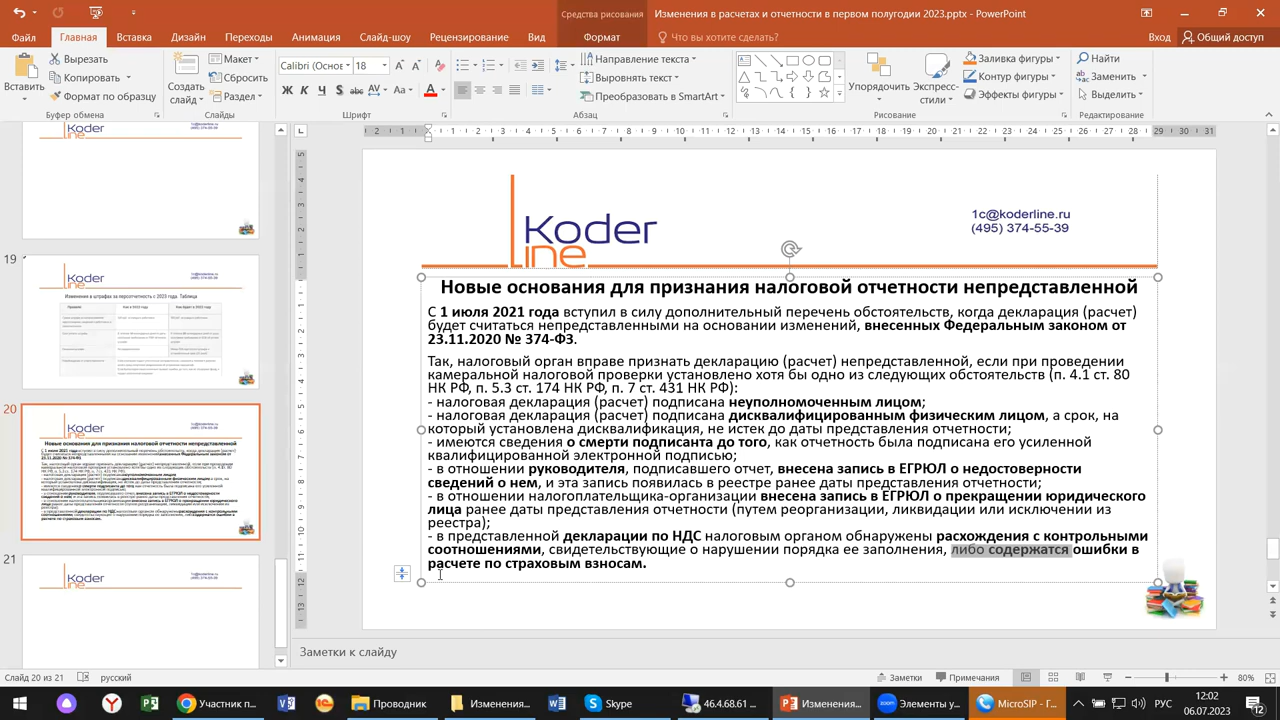 Средства рисования
Изменения в расчетах и отчетности в первом полугодии 2023.pptx - PowerPoint
Файл Главная Вставка Дизайн Переходы Анимация Слайд-шоу Рецензирование Вид Формат Что вы хотите сделать? Вход Общий доступ
Вставить
Вырезать
Копировать
Формат по образцу
Буфер обмена
Создать слайд
Макет
Сбросить
Раздел
Слайды
Calibri (Основ 18
Шрифт
Направление текста
Выровнять текст
Преобразовать в SmartArt
Абзац
Упорядочить
Экспресс-стили
Заливка фигуры
Контур фигуры
Эффекты фигуры
Рисование
Найти
Заменить
Выделить
Редактирование
19
20
21
Koder
line
1c@koderline.ru
(495) 374-55-39
Новые основания для признания налоговой отчетности непредставленной
С 1 июля 2021 года вступил в силу дополнительный перечень обстоятельств, когда декларация (расчет)
будет считаться непредставленными на основании изменений, внесенных Федеральным законом от
23.11.2020 № 374-ФЗ.
Так, налоговый орган вправе признать декларацию (расчет) непредставленной, если при проведении
камеральной налоговой проверки установлено хотя бы одно из следующих обстоятельств (п. 4.1 ст. 80
НК РФ, п. 5.3 ст. 174 НК РФ, п. 7 ст. 431 НК РФ):
- налоговая декларация (расчет) подписана неуполномоченным лицом;
- налоговая декларация (расчет) подписана дисквалифицированным физическим лицом, а срок, на
который установлена дисквалификация, не истек до даты представления отчетности;
- имеются сведения о смерти подписанта до того, как отчетность была подписана его усиленной
квалифицированной электронной подписью;
- в отношении руководителя, подписавшего отчет, внесена запись в ЕГРЮЛ о недостоверности
сведений о нем, и эта запись появилась в реестре до даты представления отчетности;
- в отношении налогоплательщика-организации внесена запись в ЕГРЮЛ о прекращении юридического
лица ранее даты представления отчетности (путем реорганизации, ликвидации или исключении из
реестра);
- в представленной декларации по НДС налоговым органом обнаружены расхождения с контрольными
соотношениями, свидетельствующие о нарушении порядка ее заполнения, либо содержатся ошибки в
расчете по страховым взносам.
Заметки к слайду
Слайд 20 из 21 русский Заметки Примечания 80%
Участник п...
Проводник
Изменения...
Skype
46.4.68.61 ...
Изменения...
Элементы у...
MicroSIP - Г...
РУС
12:02
06.07.2023